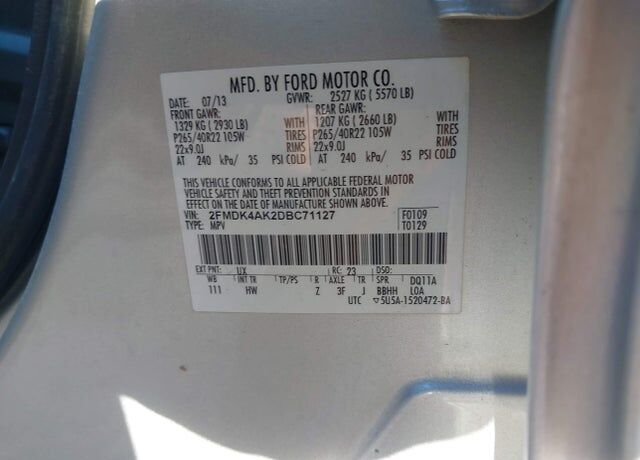 MFD. BY FORD MOTOR CO.
DATE: 07/13 GVWR: 2527 KG ( 5570 LB)
FRONT GAWR: REAR GAWR:
1329 KG ( 2930 LB) WITH 1207 KG ( 2660 LB) WITH
P265/40R22 105W TIRES P265/40R22 105W TIRES
22x9.0J RIMS 22x9.0J RIMS
AT 240 kPa/ 35 PSI COLD AT 240 kPa/ 35 PSI COLD
THIS VEHICLE CONFORMS TO ALL APPLICABLE FEDERAL MOTOR
VEHICLE SAFETY AND THEFT PREVENTION STANDARDS IN
EFFECT ON THE DATE OF MANUFACTURE SHOWN ABOVE.
VIN: 2FMDK4AK2DBC71127 F0109
TYPE: MPV T0129
EXT PNT: UX RC: 23 DSO:
WB INT TR TP/PS R AXLE TR SPR DQ11A
111 HW Z 3F J BBHH LOA
UTC ▽5U5A-1520472-BA